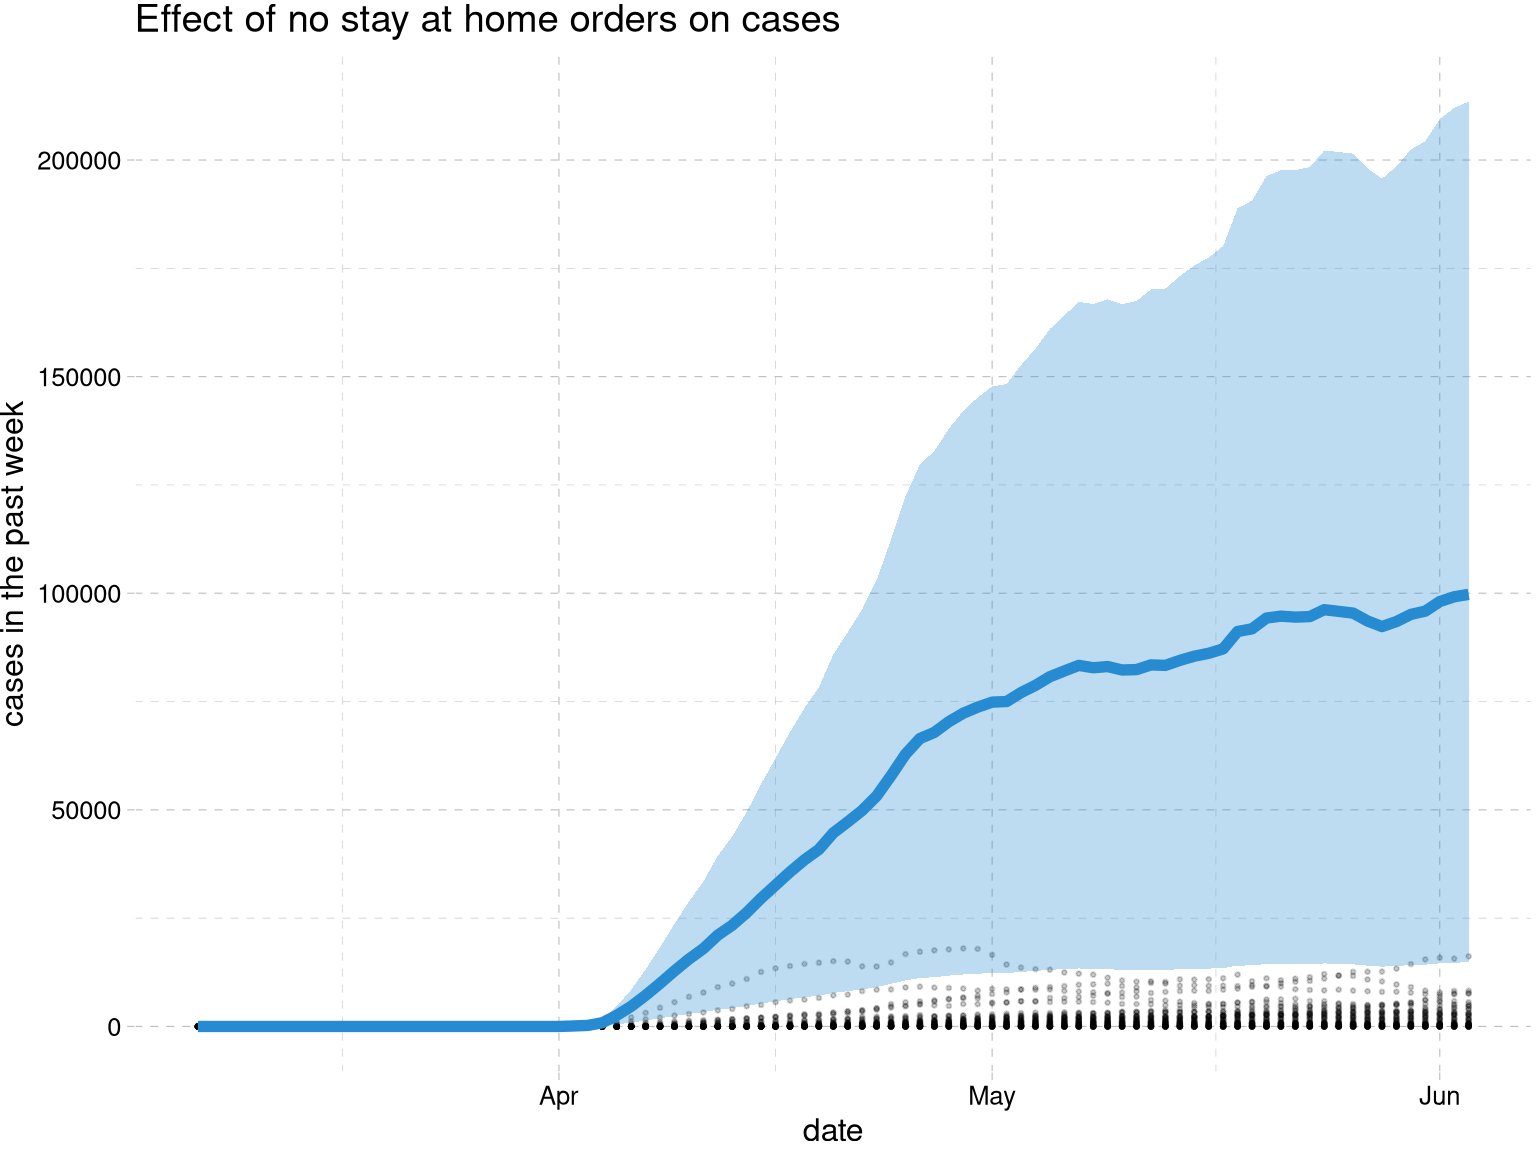 Effect of no stay at home orders on cases
cases in the past week
200000
150000
100000
50000
0
Apr
May
Jun
date